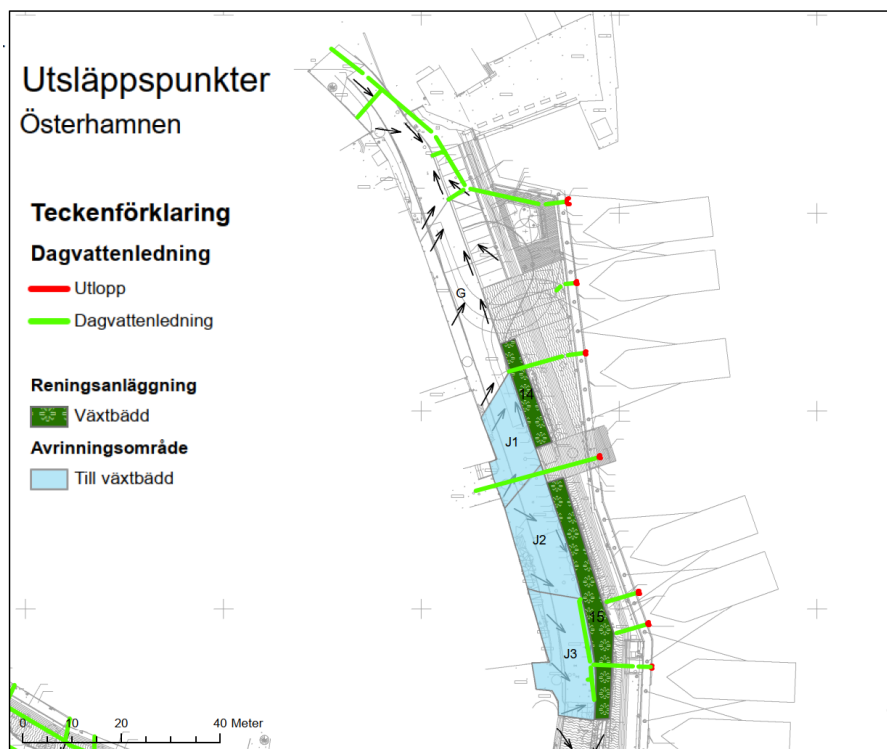 Utsläppspunkter
Österhamnen
Teckenförklaring
Dagvattenledning
Utlopp
Dagvattenledning
Reningsanläggning
Växtbädd
Avrinningsområde
Till växtbädd
G
14
J1
J2
15
J3
0 10 20 40 Meter